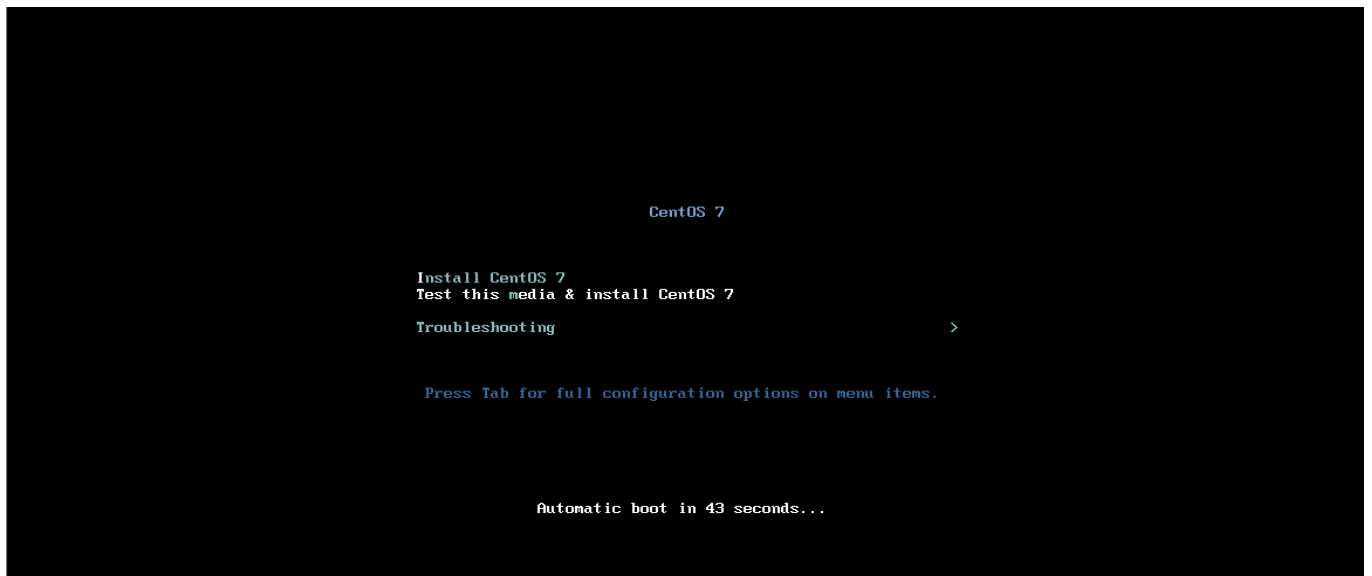 CentOS 7
Install CentOS 7
Test this media & install CentOS 7
Troubleshooting >
Press Tab for full configuration options on menu items.
Automatic boot in 43 seconds...